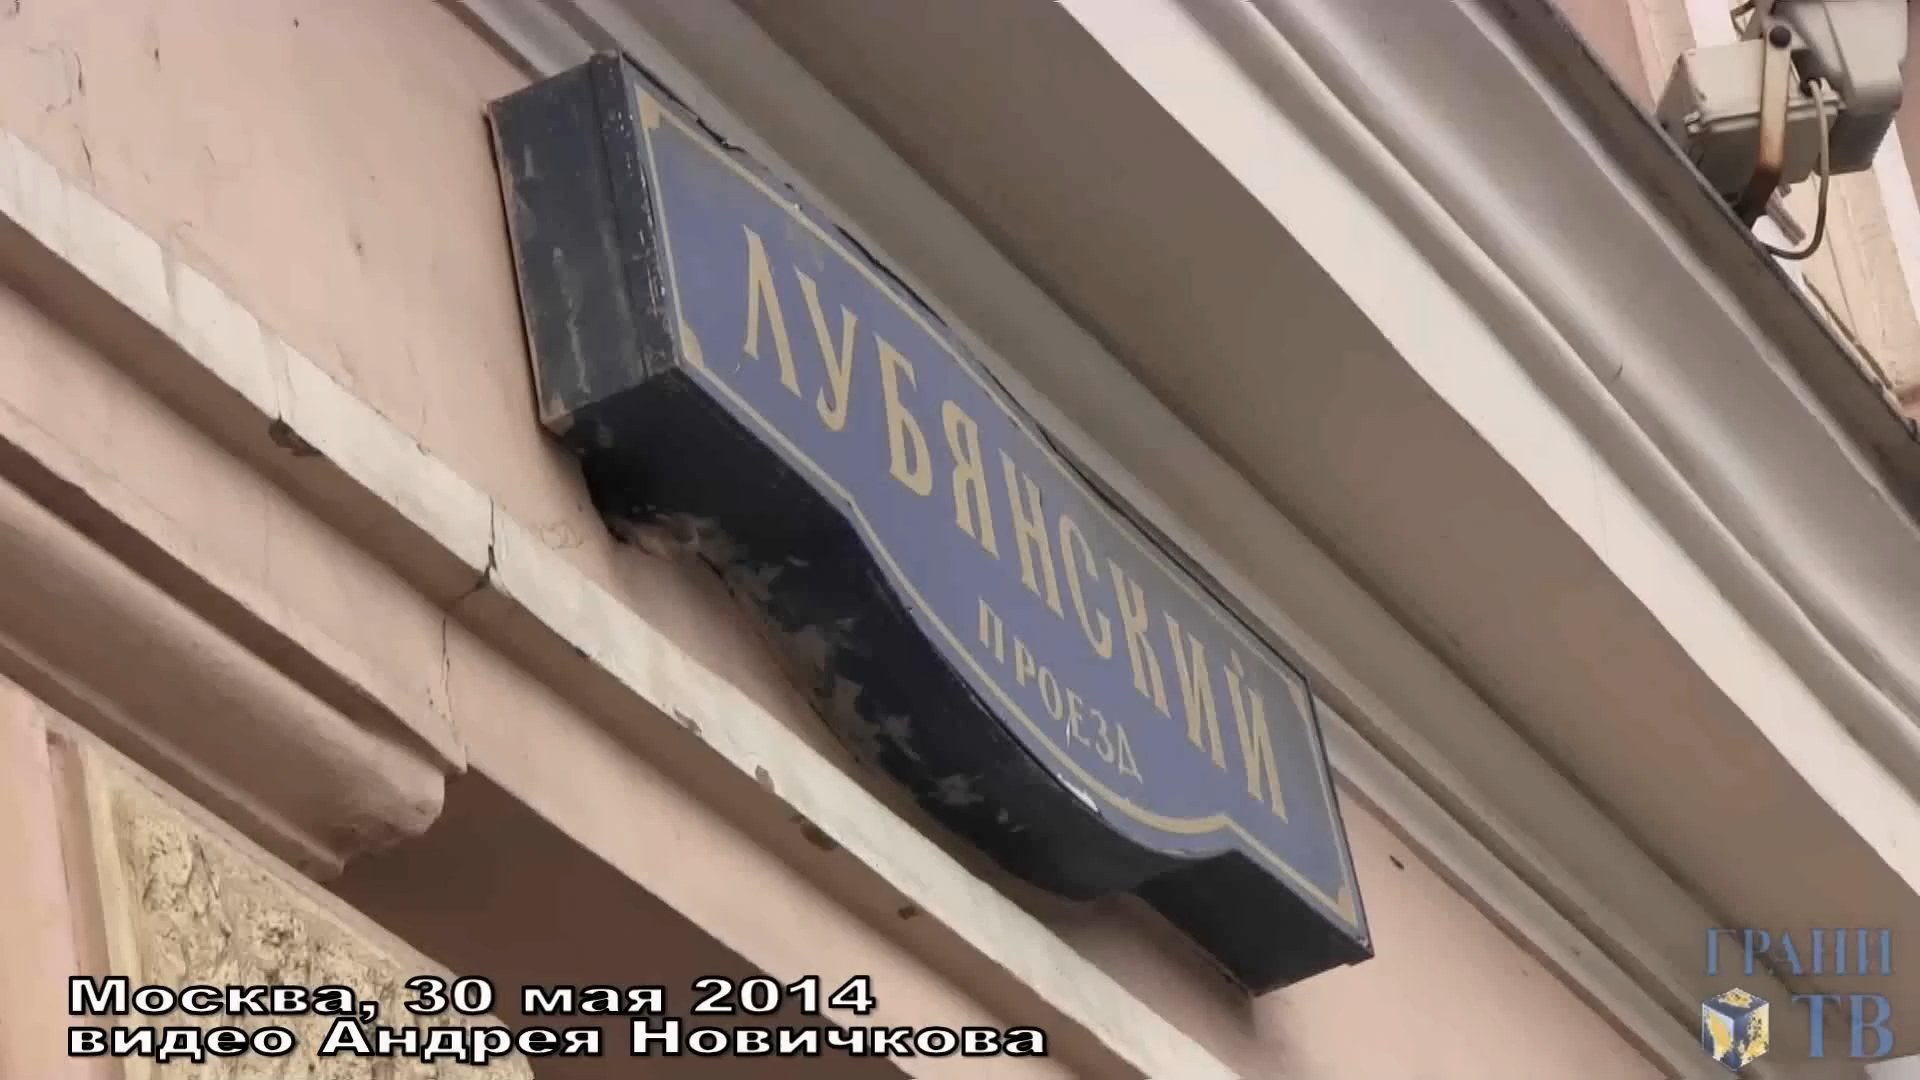 ЛУБЯНСКИЙ
ПРОЕЗД
Москва, 30 мая 2014
видео Андрея Новичкова
ГРАНИ
ТВ